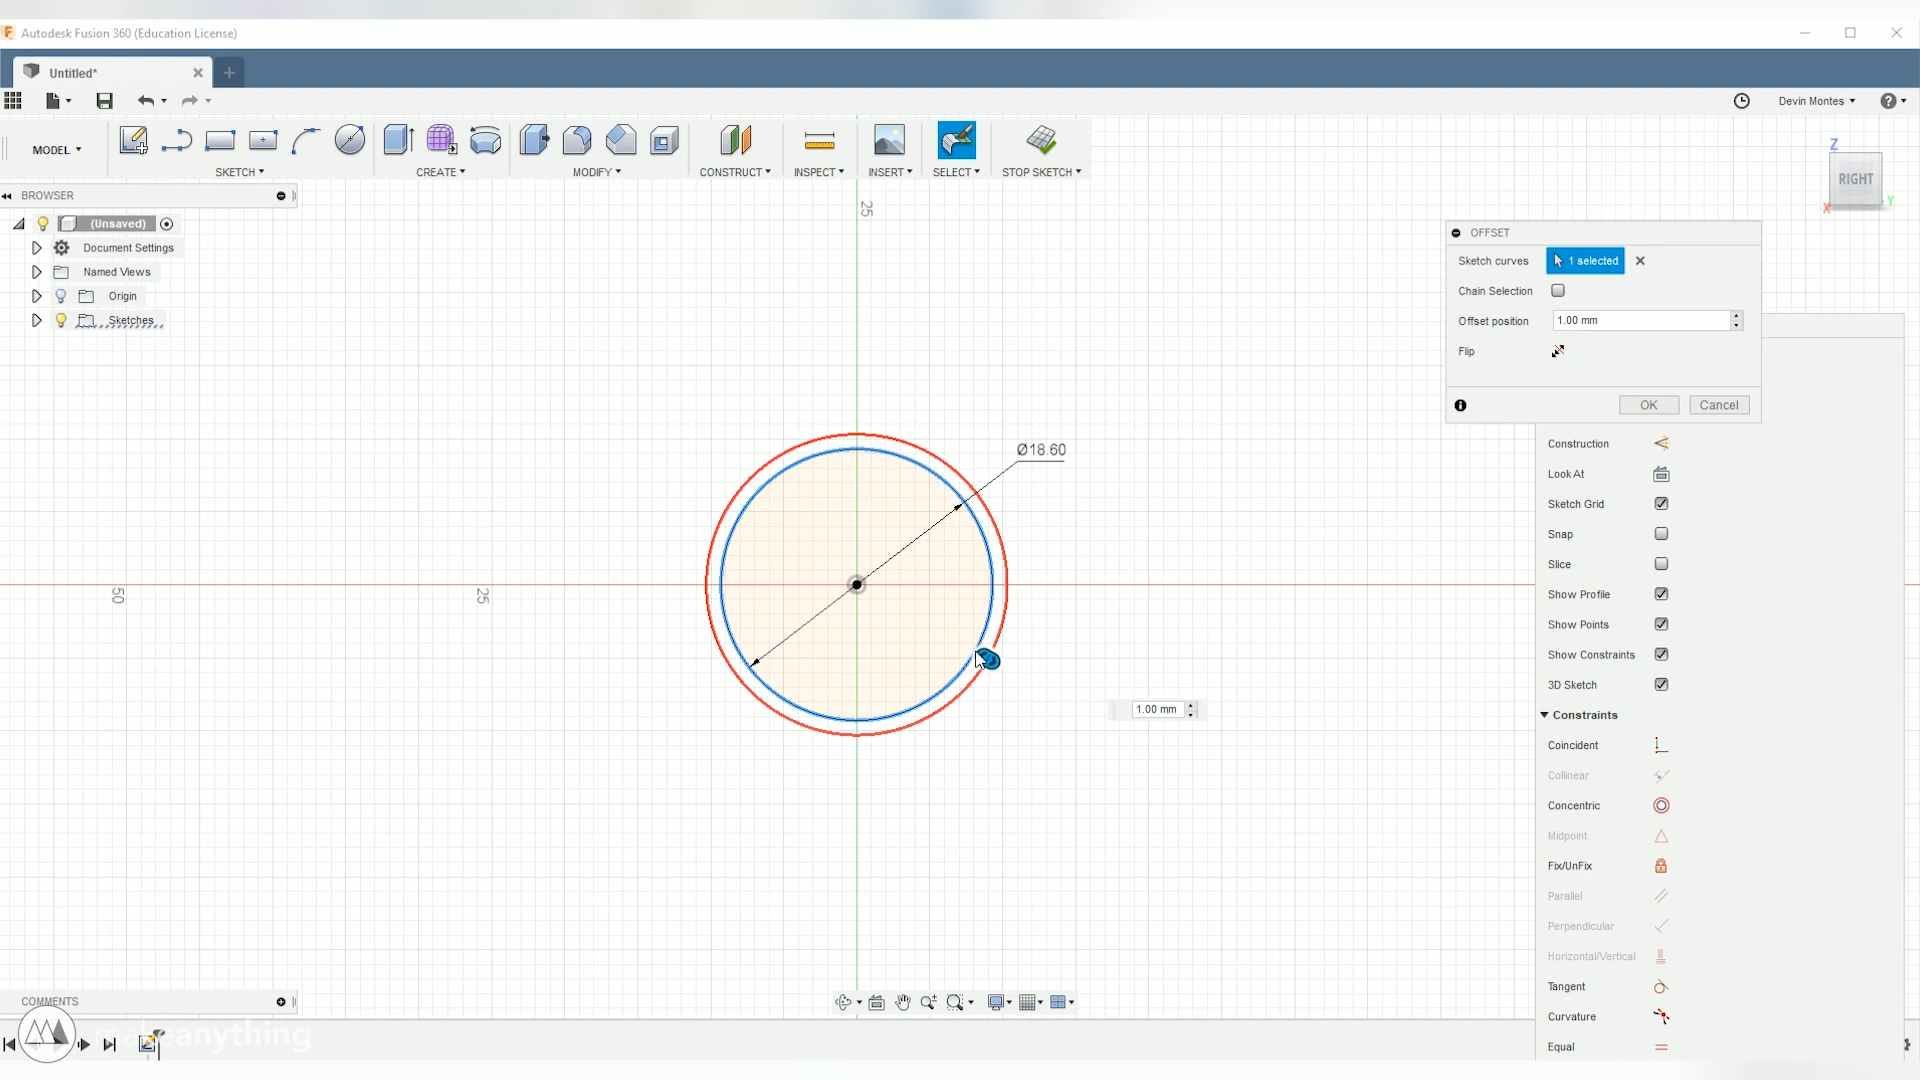 Autodesk Fusion 360 (Education License)
Untitled*
Devin Montes
MODEL
SKETCH
CREATE
MODIFY
CONSTRUCT
INSPECT
INSERT
SELECT
STOP SKETCH
BROWSER
(Unsaved)
Document Settings
Named Views
Origin
Sketches
25
Z
RIGHT
X
Y
OFFSET
Sketch curves
1 selected
Chain Selection
Offset position
1.00 mm
Flip
OK
Cancel
Ø18.60
50
25
1.00 mm
Construction
Look At
Sketch Grid
Snap
Slice
Show Profile
Show Points
Show Constraints
3D Sketch
Constraints
Coincident
Collinear
Concentric
Midpoint
Fix/UnFix
Parallel
Perpendicular
Horizontal/Vertical
Tangent
Curvature
Equal
COMMENTS
makeanything